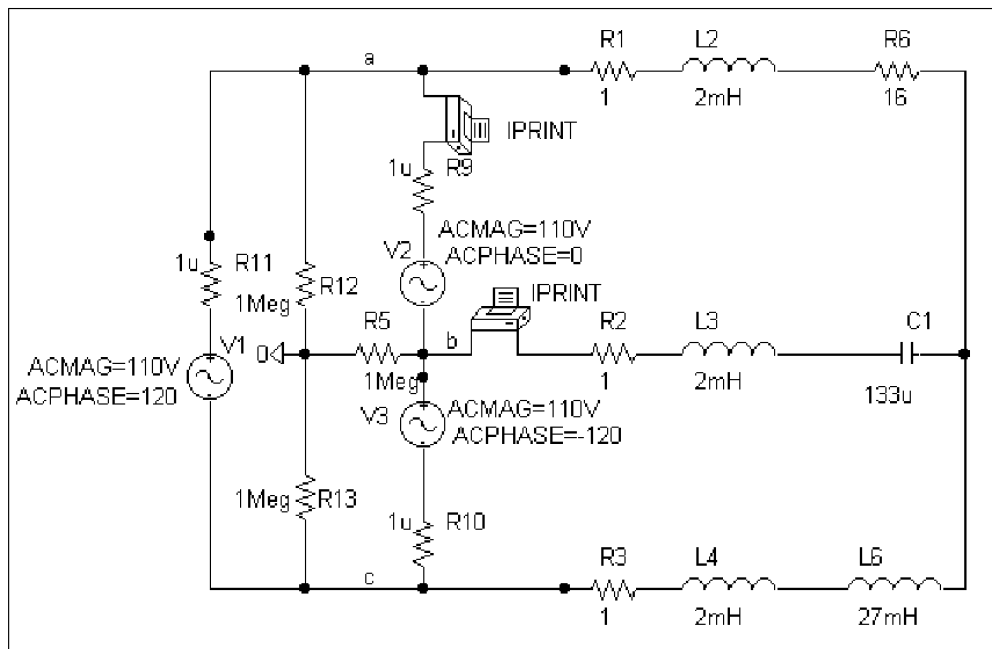 R1
L2
R6
a
1
2mH
16
IPRINT
1u
R9
ACMAG=110V
ACPHASE=0
V2
1u
R11
1Meg
R12
IPRINT
R5
b
R2
L3
C1
V1
0
1Meg
1
2mH
133u
ACMAG=110V
ACPHASE=120
ACMAG=110V
ACPHASE=-120
V3
1Meg
R13
1u
R10
R3
L4
L6
c
1
2mH
27mH